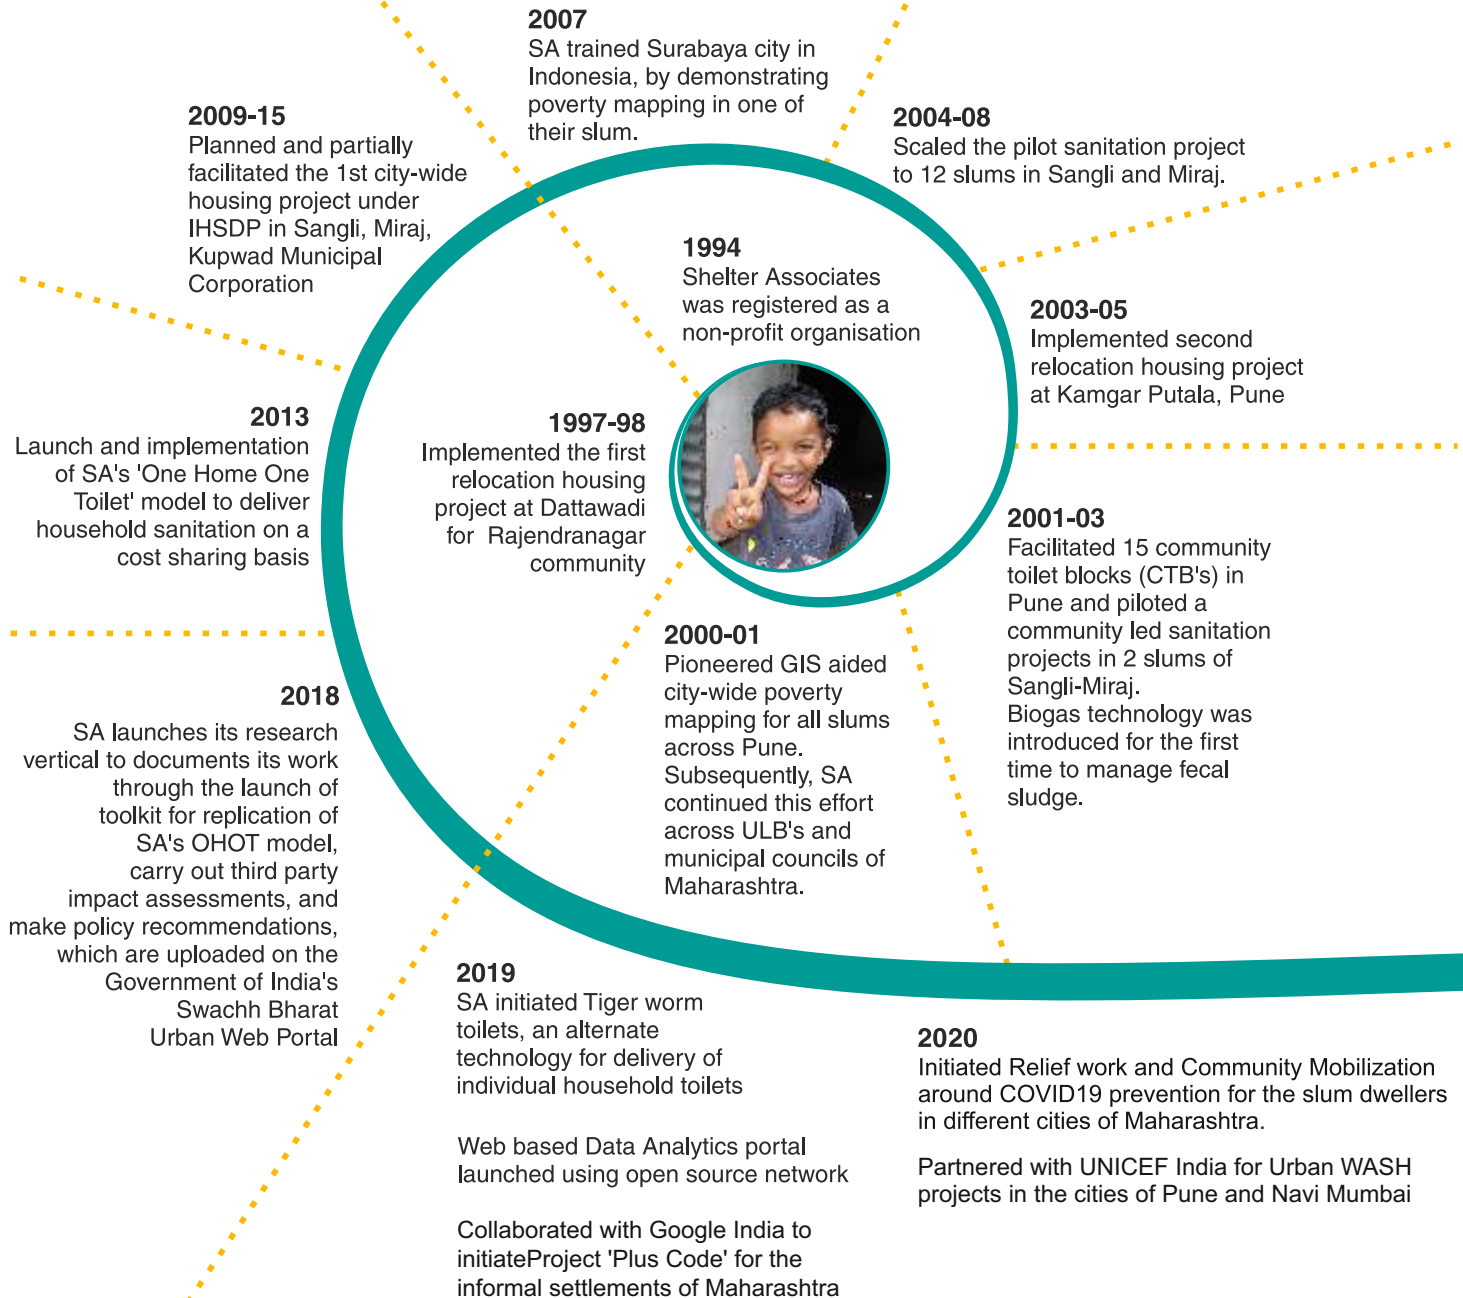 1994
Shelter Associates
was registered as a
non-profit organisation
1997-98
Implemented the first
relocation housing
project at Dattawadi
for Rajendranagar
community
2000-01
Pioneered GIS aided
city-wide poverty
mapping for all slums
across Pune.
Subsequently, SA
continued this effort
across ULB's and
municipal councils of
Maharashtra.
2001-03
Facilitated 15 community
toilet blocks (CTB's) in
Pune and piloted a
community led sanitation
projects in 2 slums of
Sangli-Miraj.
Biogas technology was
introduced for the first
time to manage fecal
sludge.
2003-05
Implemented second
relocation housing project
at Kamgar Putala, Pune
2004-08
Scaled the pilot sanitation project
to 12 slums in Sangli and Miraj.
2007
SA trained Surabaya city in
Indonesia, by demonstrating
poverty mapping in one of
their slum.
2009-15
Planned and partially
facilitated the 1st city-wide
housing project under
IHSDP in Sangli, Miraj,
Kupwad Municipal
Corporation
2013
Launch and implementation
of SA's 'One Home One
Toilet' model to deliver
household sanitation on a
cost sharing basis
2018
SA launches its research
vertical to documents its work
through the launch of
toolkit for replication of
SA's OHOT model,
carry out third party
impact assessments, and
make policy recommendations,
which are uploaded on the
Government of India's
Swachh Bharat
Urban Web Portal
2019
SA initiated Tiger worm
toilets, an alternate
technology for delivery of
individual household toilets
Web based Data Analytics portal
launched using open source network
Collaborated with Google India to
initiateProject 'Plus Code' for the
informal settlements of Maharashtra
2020
Initiated Relief work and Community Mobilization
around COVID19 prevention for the slum dwellers
in different cities of Maharashtra.
Partnered with UNICEF India for Urban WASH
projects in the cities of Pune and Navi Mumbai